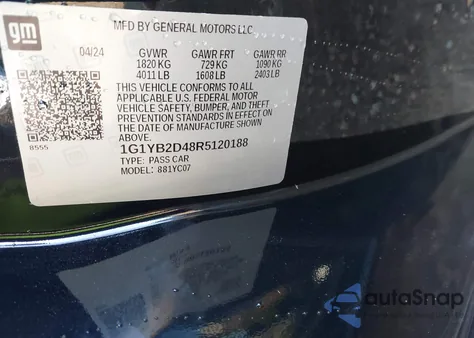 gm
MFD BY GENERAL MOTORS LLC
04/24 GVWR GAWR FRT GAWR RR
1820 KG 729 KG 1090 KG
4011 LB 1608 LB 2403 LB
THIS VEHICLE CONFORMS TO ALL
APPLICABLE U.S. FEDERAL MOTOR
VEHICLE SAFETY, BUMPER, AND THEFT
PREVENTION STANDARDS IN EFFECT ON
THE DATE OF MANUFACTURE SHOWN
ABOVE.
8555
1G1YB2D48R5120188
TYPE: PASS CAR
MODEL: 881YC07
autoSnap